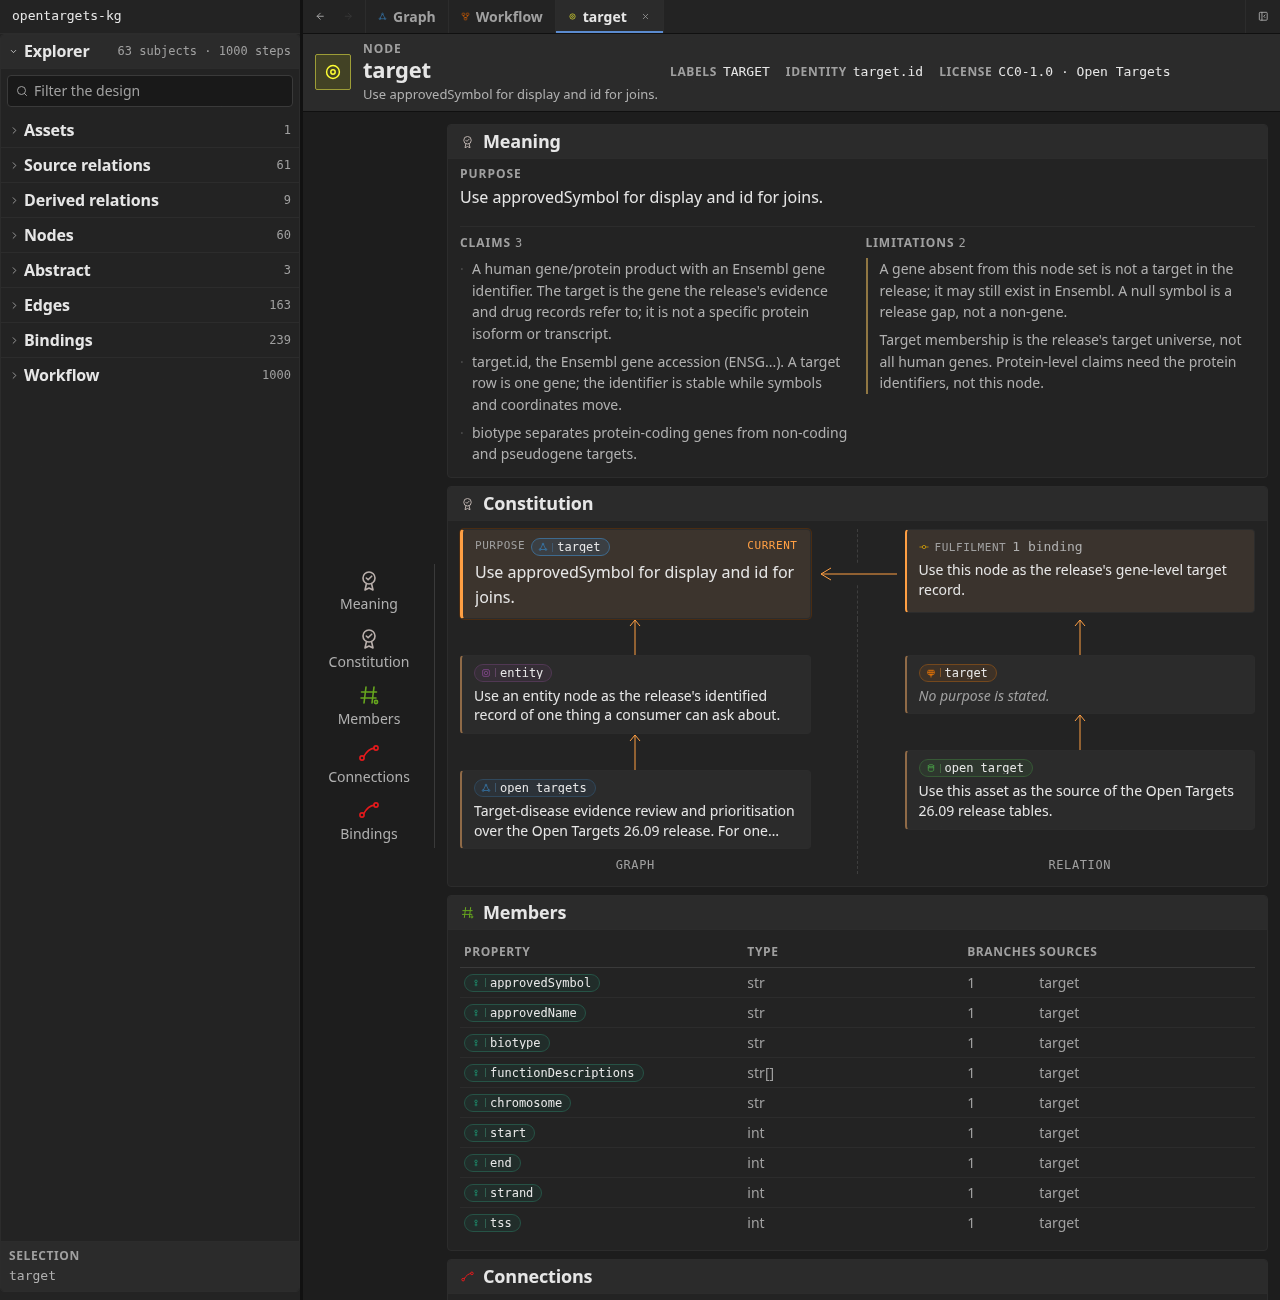 opentargets-kg
Graph
Workflow
target
Explorer
63 subjects · 1000 steps
Filter the design
Assets
1
Source relations
61
Derived relations
9
Nodes
60
Abstract
3
Edges
163
Bindings
239
Workflow
1000
SELECTION
target
NODE
target
Use approvedSymbol for display and id for joins.
LABELS TARGET IDENTITY target.id LICENSE CC0-1.0 · Open Targets
Meaning
Constitution
Members
Connections
Bindings
Meaning
PURPOSE
Use approvedSymbol for display and id for joins.
CLAIMS 3
A human gene/protein product with an Ensembl gene
identifier. The target is the gene the release's evidence
and drug records refer to; it is not a specific protein
isoform or transcript.
target.id, the Ensembl gene accession (ENSG...). A target
row is one gene; the identifier is stable while symbols
and coordinates move.
biotype separates protein-coding genes from non-coding
and pseudogene targets.
LIMITATIONS 2
A gene absent from this node set is not a target in the
release; it may still exist in Ensembl. A null symbol is a
release gap, not a non-gene.
Target membership is the release's target universe, not
all human genes. Protein-level claims need the protein
identifiers, not this node.
Constitution
PURPOSE target CURRENT
Use approvedSymbol for display and id for
joins.
entity
Use an entity node as the release's identified
record of one thing a consumer can ask about.
open targets
Target-disease evidence review and prioritisation
over the Open Targets 26.09 release. For one…
GRAPH
FULFILMENT 1 binding
Use this node as the release's gene-level target
record.
target
No purpose is stated.
open target
Use this asset as the source of the Open Targets
26.09 release tables.
RELATION
Members
PROPERTY TYPE BRANCHES SOURCES
approvedSymbol str 1 target
approvedName str 1 target
biotype str 1 target
functionDescriptions str[] 1 target
chromosome str 1 target
start int 1 target
end int 1 target
strand int 1 target
tss int 1 target
Connections